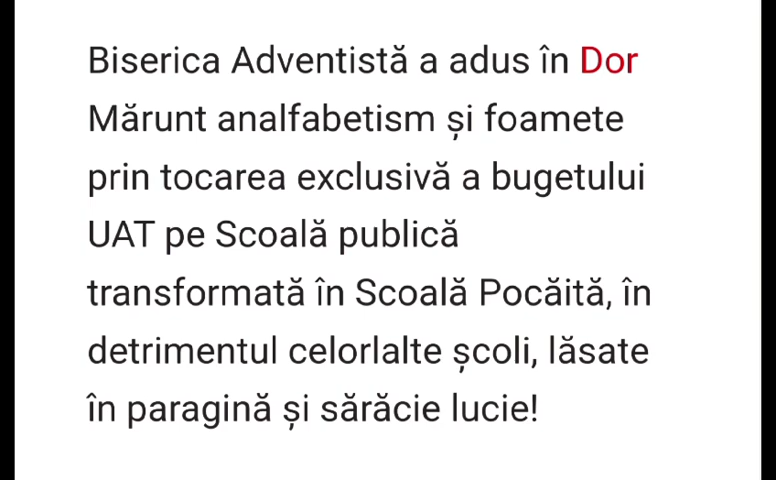 Biserica Adventistă a adus în Dor
Mărunt analfabetism și foamete
prin tocarea exclusivă a bugetului
UAT pe Scoală publică
transformată în Scoală Pocăită, în
detrimentul celorlalte școli, lăsate
în paragină și sărăcie lucie!